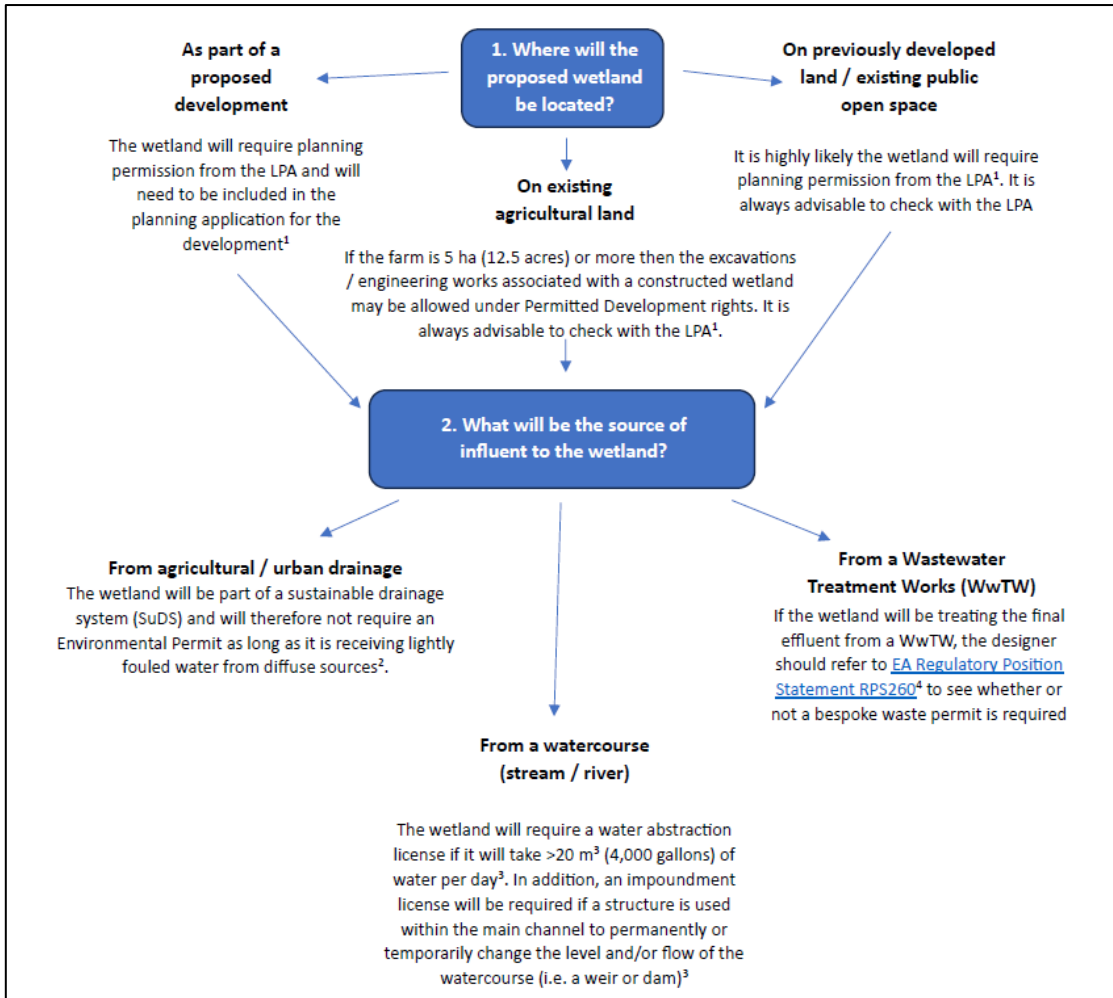 1. Where will the
proposed wetland
be located?
As part of a
proposed
development
The wetland will require planning
permission from the LPA and will
need to be included in the
planning application for the
development¹
On existing
agricultural land
If the farm is 5 ha (12.5 acres) or more then the excavations
/ engineering works associated with a constructed wetland
may be allowed under Permitted Development rights. It is
always advisable to check with the LPA¹.
On previously developed
land / existing public
open space
It is highly likely the wetland will require
planning permission from the LPA¹. It is
always advisable to check with the LPA
2. What will be the source of
influent to the wetland?
From agricultural / urban drainage
The wetland will be part of a sustainable drainage
system (SuDS) and will therefore not require an
Environmental Permit as long as it is receiving lightly
fouled water from diffuse sources².
From a watercourse
(stream / river)
The wetland will require a water abstraction
license if it will take >20 m³ (4,000 gallons) of
water per day³. In addition, an impoundment
license will be required if a structure is used
within the main channel to permanently or
temporarily change the level and/or flow of the
watercourse (i.e. a weir or dam)³
From a Wastewater
Treatment Works (WwTW)
If the wetland will be treating the final
effluent from a WwTW, the designer
should refer to EA Regulatory Position
Statement RPS260⁴ to see whether or
not a bespoke waste permit is required